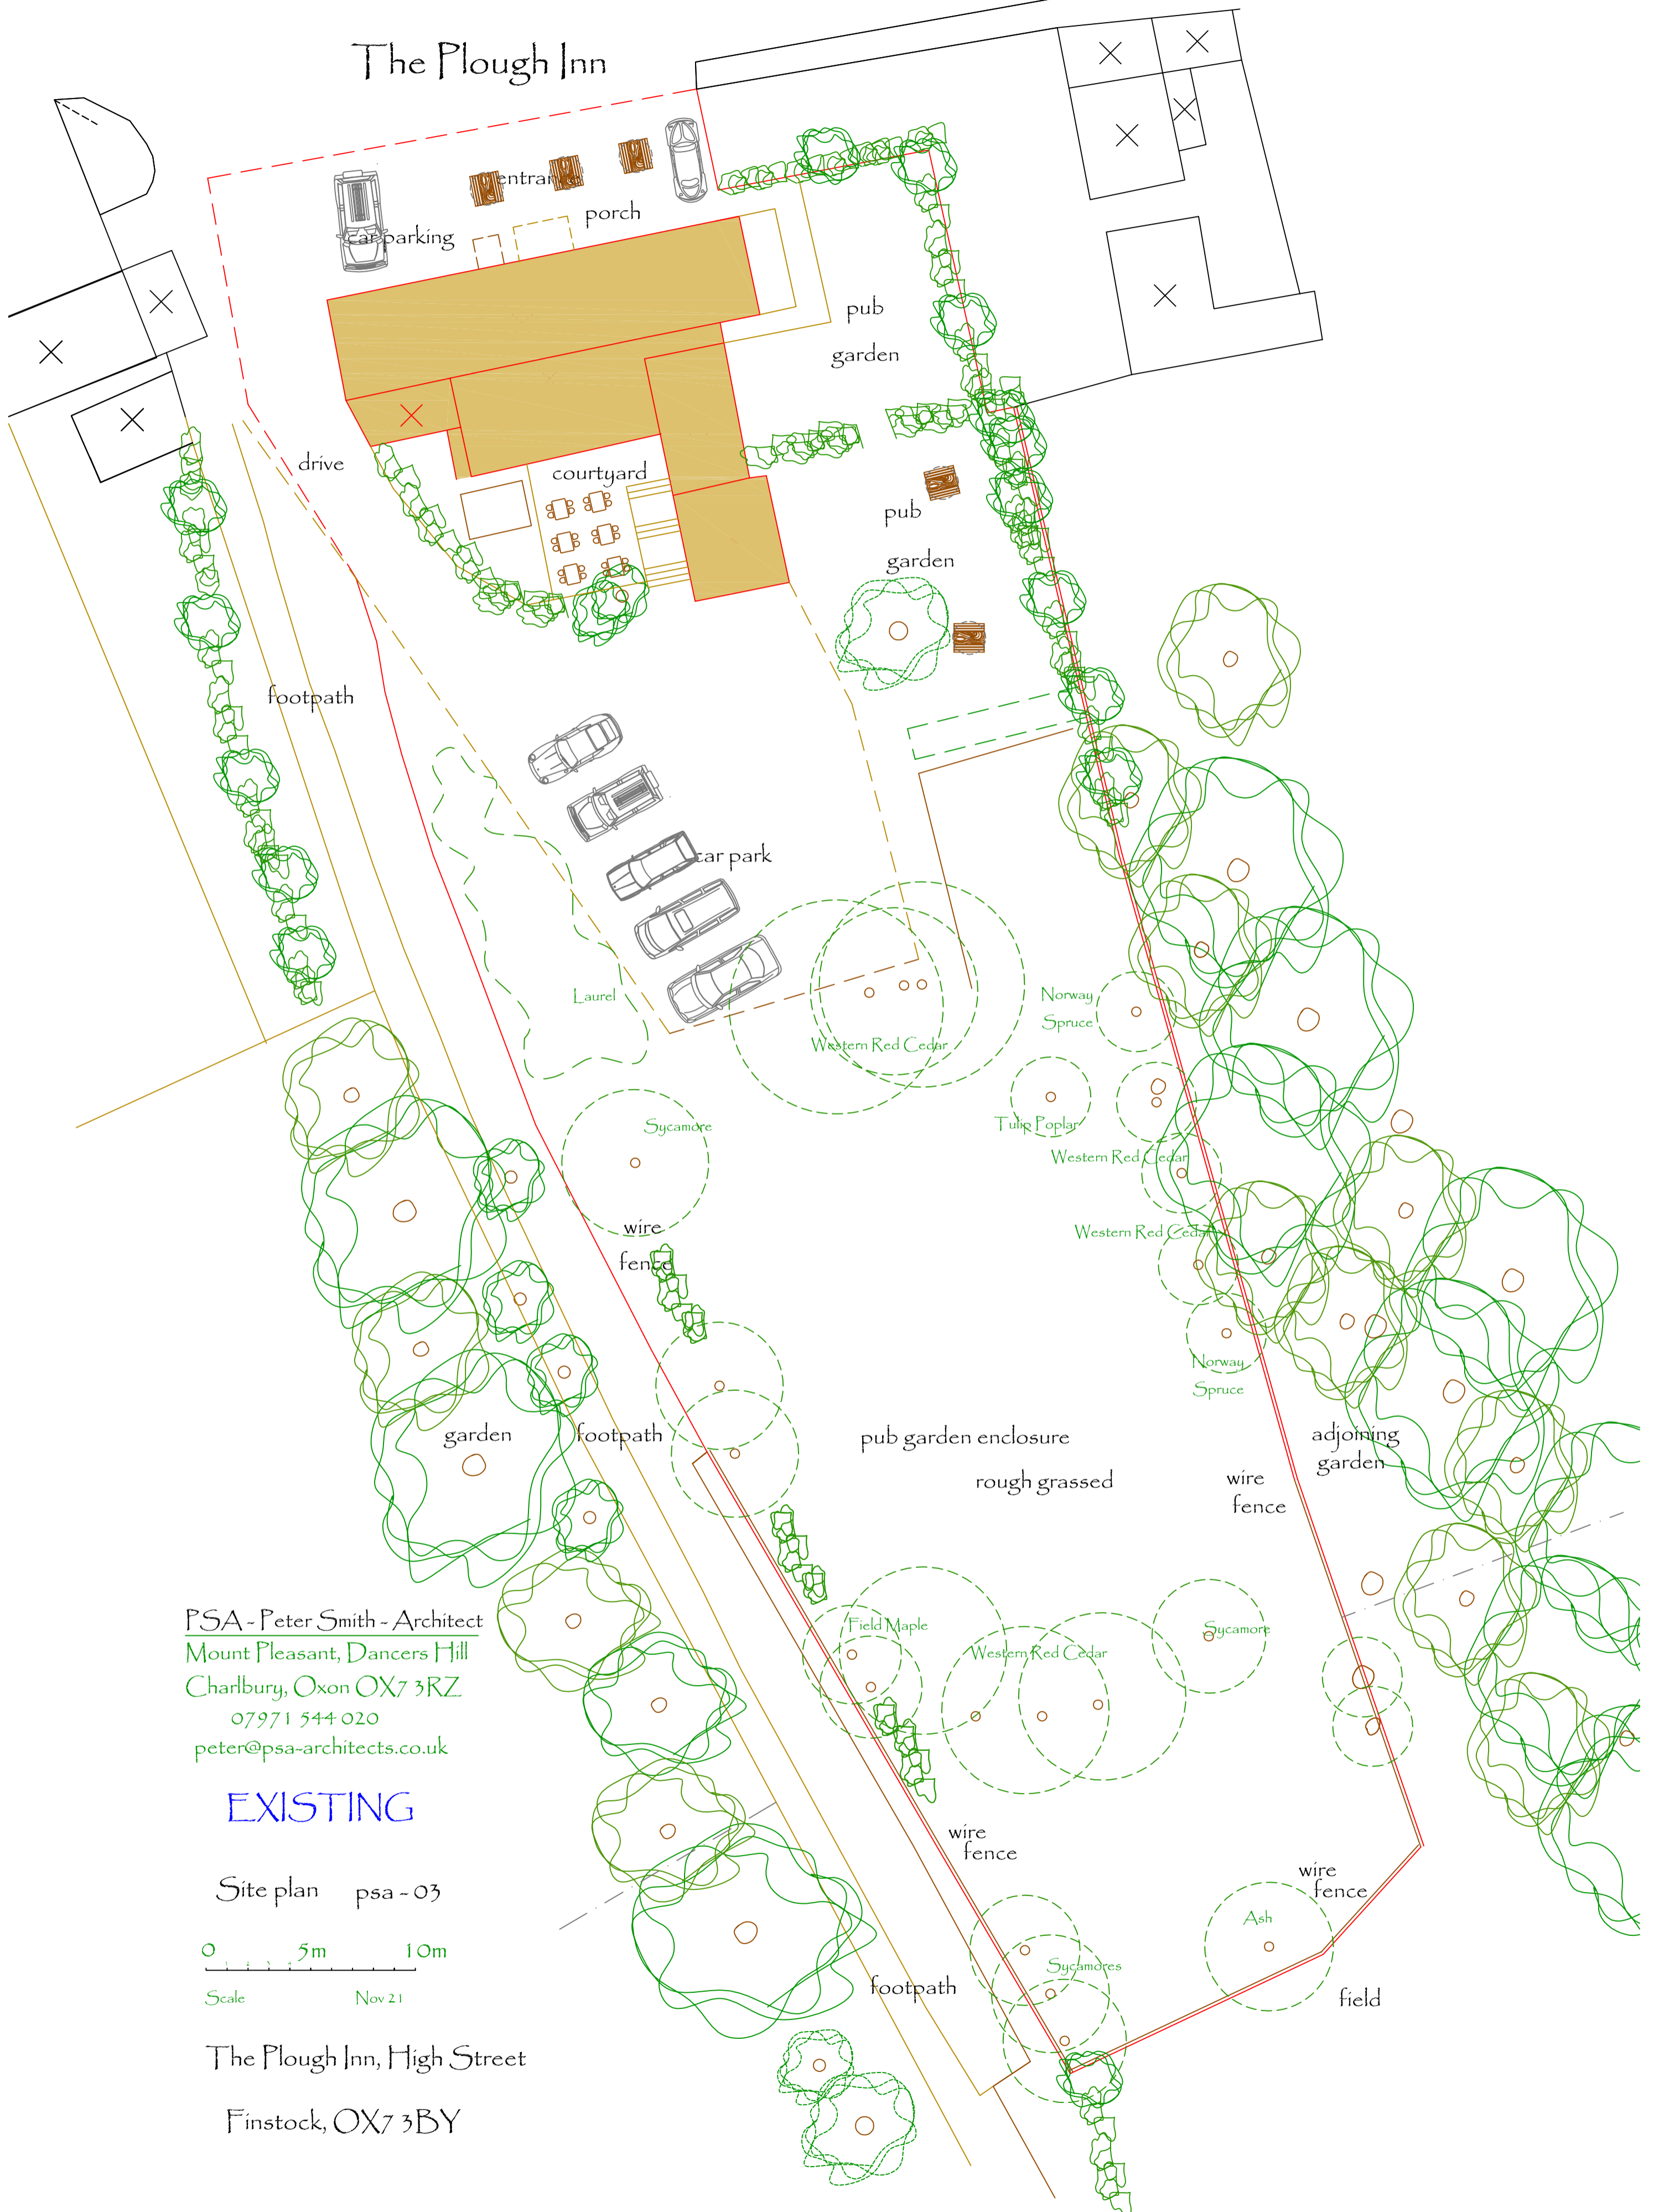 The Plough Inn
entrance
porch
car parking
pub
garden
drive
courtyard
pub
garden
footpath
car park
Laurel
Norway
Spruce
Western Red Cedar
Tulip Poplar
Sycamore
Western Red Cedar
wire
fence
Western Red Cedar
Norway
Spruce
garden
footpath
pub garden enclosure
rough grassed
adjoining
garden
wire
fence
Field Maple
Western Red Cedar
Sycamore
PSA - Peter Smith - Architect
Mount Pleasant, Dancers Hill
Charlbury, Oxon OX7 3RZ
07971 544 020
peter@psa-architects.co.uk
EXISTING
wire
fence
wire
fence
Site plan psa - 03
Ash
0 5m 10m
Sycamores
footpath
field
Scale Nov 21
The Plough Inn, High Street
Finstock, OX7 3BY